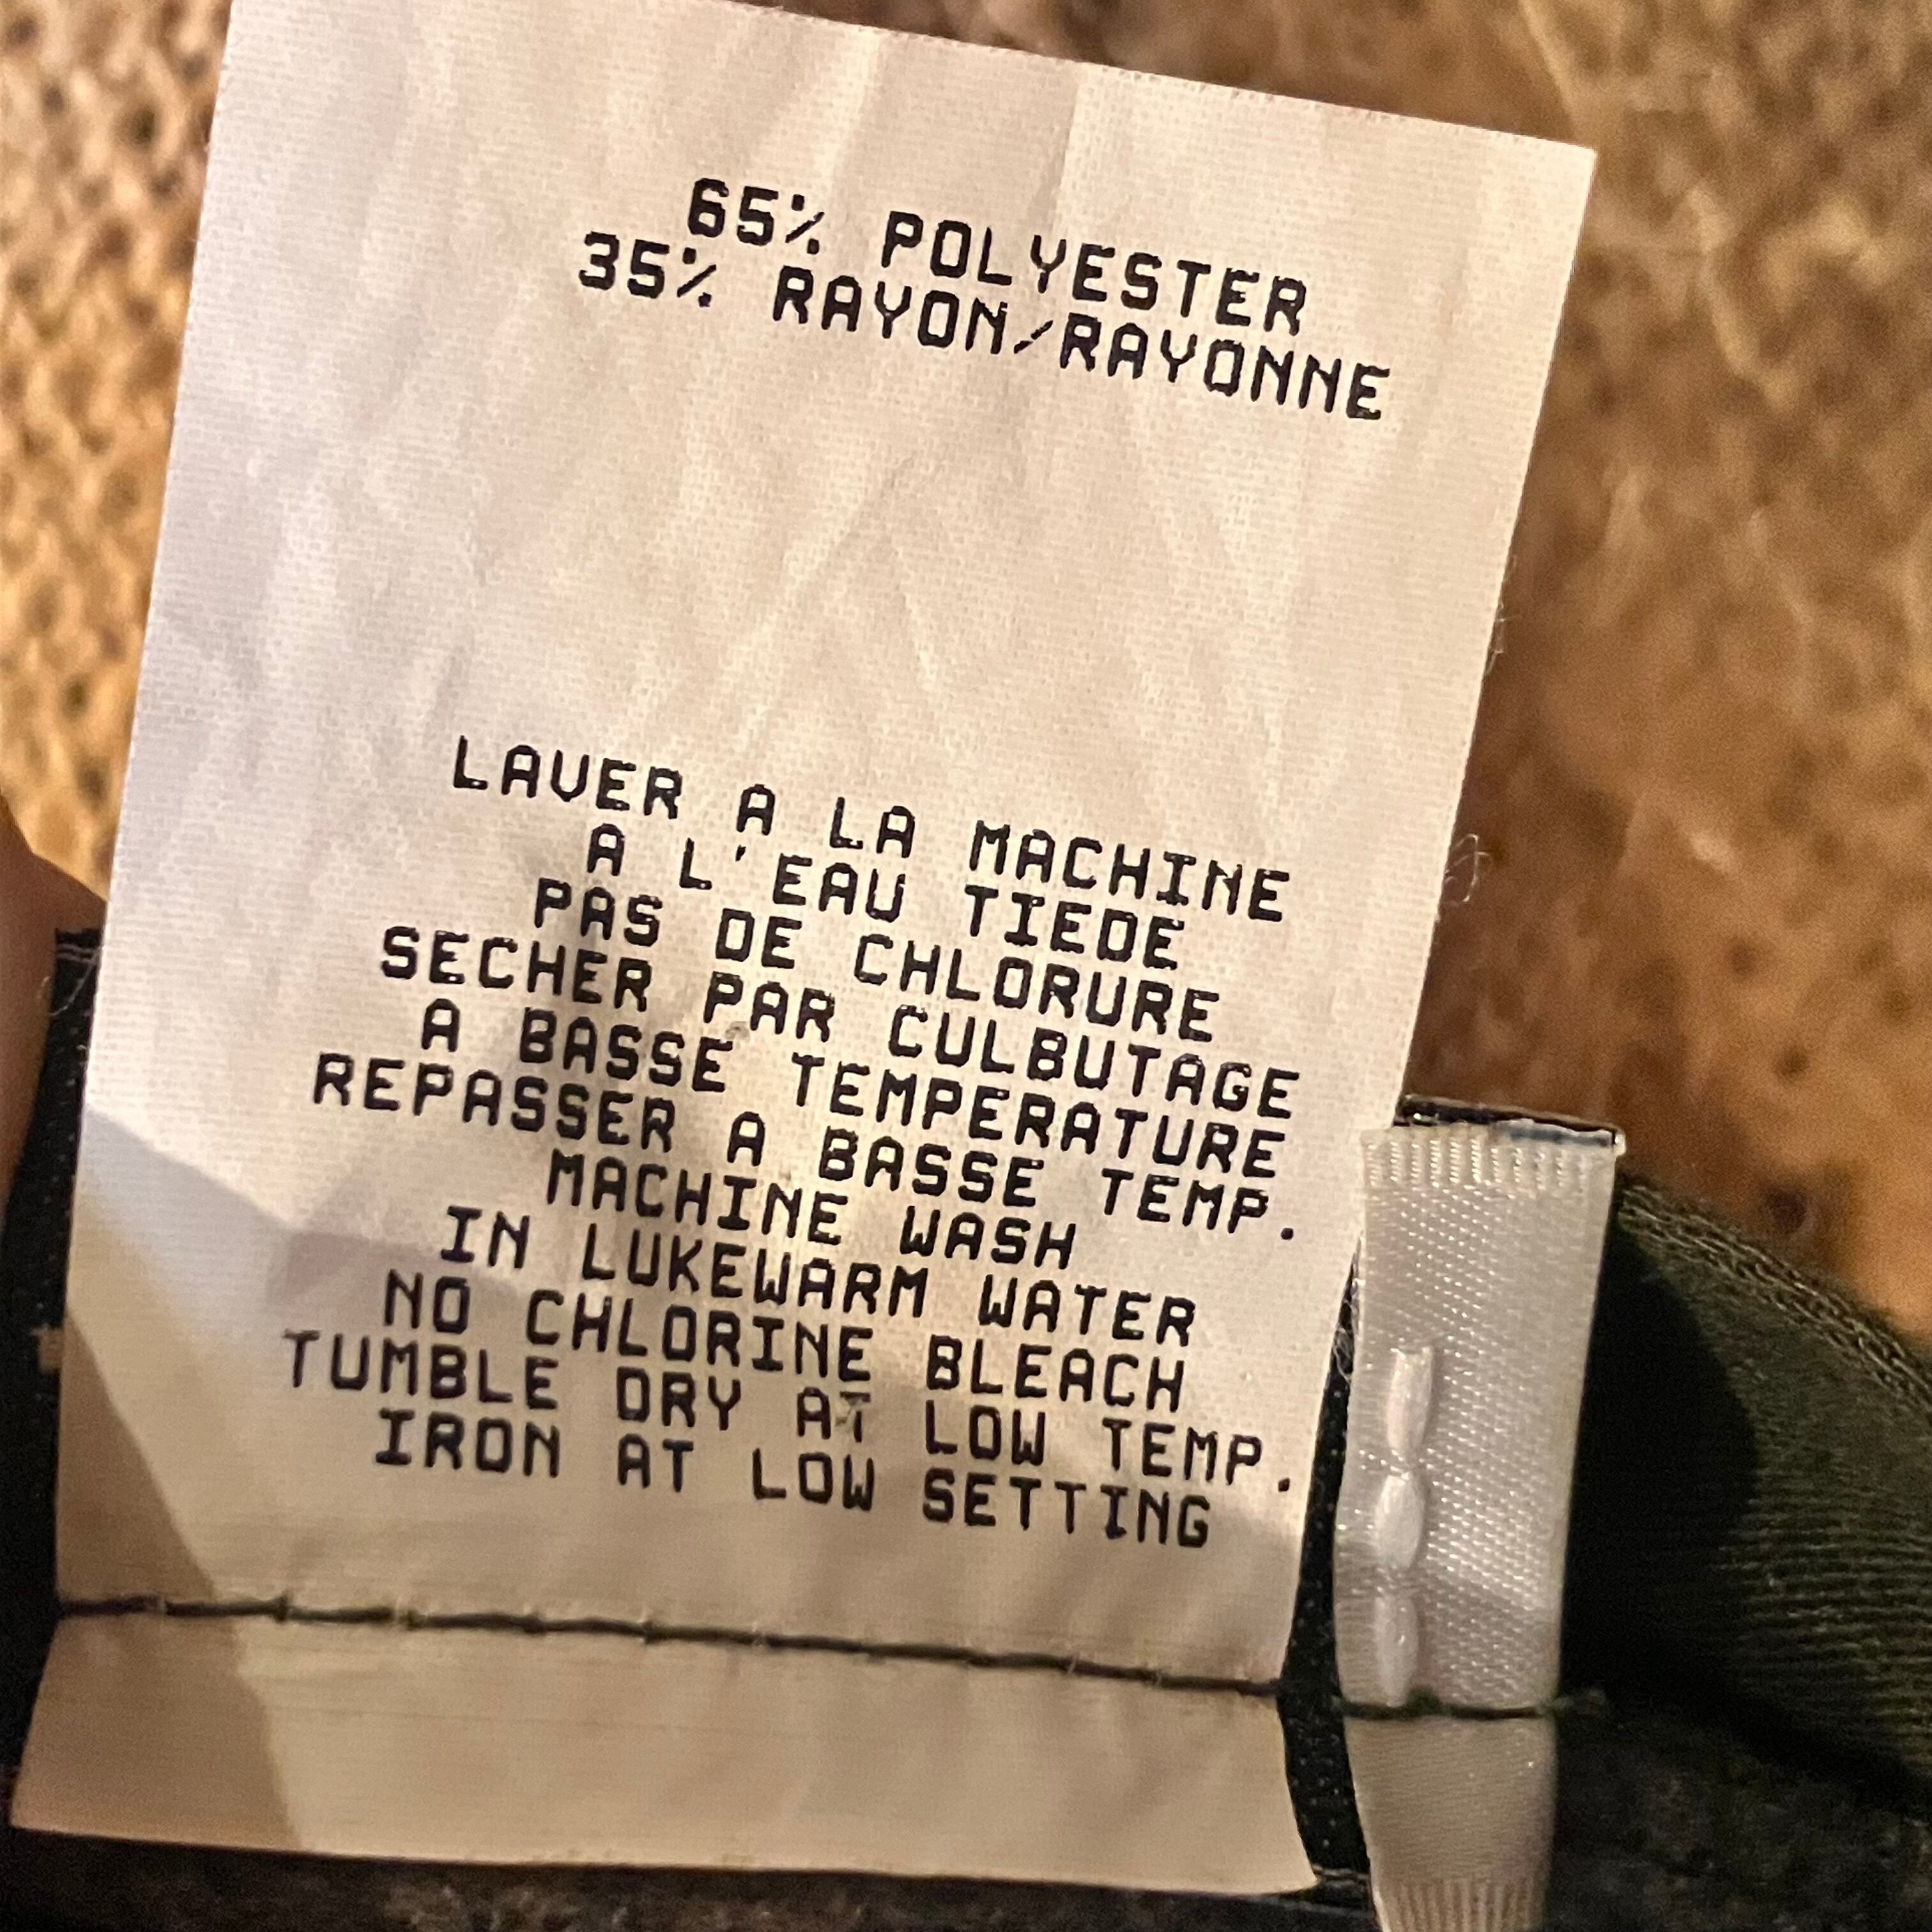 65% POLYESTER
35% RAYON/RAYONNE
LAVER A LA MACHINE
A L'EAU TIEDE
PAS DE CHLORURE
SECHER PAR CULBUTAGE
A BASSE TEMPERATURE
REPASSER A BASSE TEMP.
MACHINE WASH
IN LUKEWARM WATER
NO CHLORINE BLEACH
TUMBLE DRY AT LOW TEMP.
IRON AT LOW SETTING